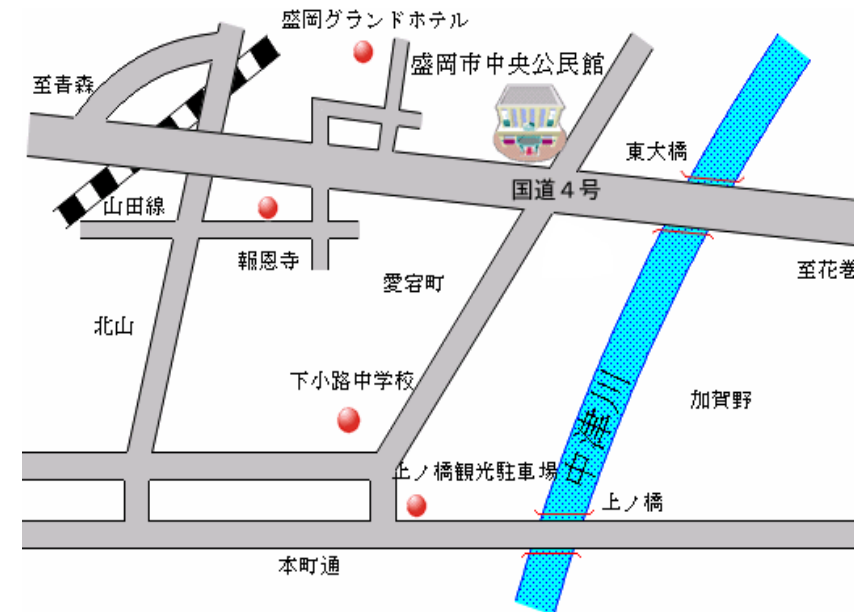 盛岡グランドホテル
盛岡市中央公民館
至青森
東大橋
国道４号
山田線
報恩寺
至花巻
愛宕町
北山
下小路中学校
加賀野
中津川
上ノ橋観光駐車場
上ノ橋
本町通